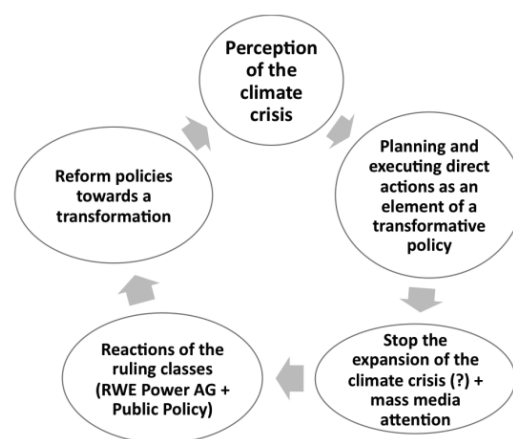 Perception
of the
climate
crisis
Planning and
executing direct
actions as an
element of a
transformative
policy
Stop the
expansion of the
climate crisis (?) +
mass media
attention
Reactions of the
ruling classes
(RWE Power AG +
Public Policy)
Reform policies
towards a
transformation